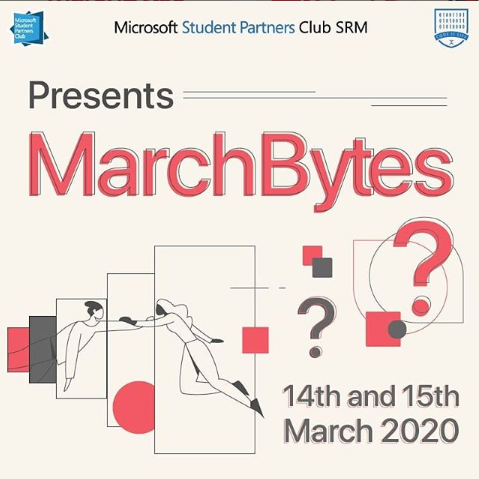 Microsoft
Student
Partners
Club
Microsoft Student Partners Club SRM
Presents
MarchBytes
?
?
14th and 15th
March 2020